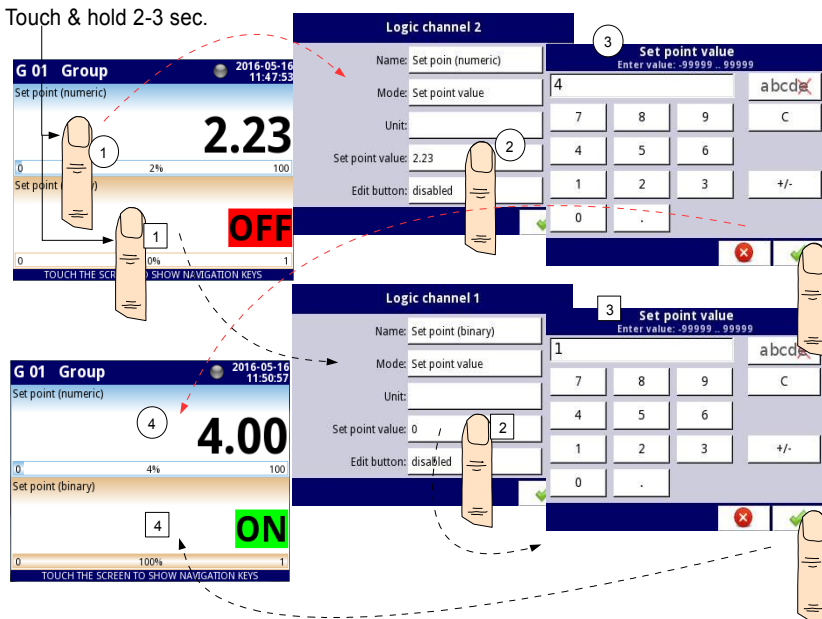 Touch & hold 2-3 sec.
G 01 Group
2016-05-16
11:47:53
Set point (numeric)
2.23
0 2% 100
Set point
OFF
0 0% 1
TOUCH THE SCREEN TO SHOW NAVIGATION KEYS
1
1
Logic channel 2
Name: Set poin (numeric)
Mode: Set point value
Unit:
Set point value: 2.23
Edit button: disabled
2
3
Set point value
Enter value: -99999 .. 99999
4
abcde
7 8 9 C
4 5 6
1 2 3 +/-
0 .
Logic channel 1
Name: Set point (binary)
Mode: Set point value
Unit:
Set point value: 0
Edit button: disabled
2
3
Set point value
Enter value: -99999 .. 99999
1
abcde
7 8 9 C
4 5 6
1 2 3 +/-
0 .
G 01 Group
2016-05-16
11:50:57
Set point (numeric)
4
4.00
0 4% 100
Set point (binary)
4
ON
0 100% 1
TOUCH THE SCREEN TO SHOW NAVIGATION KEYS